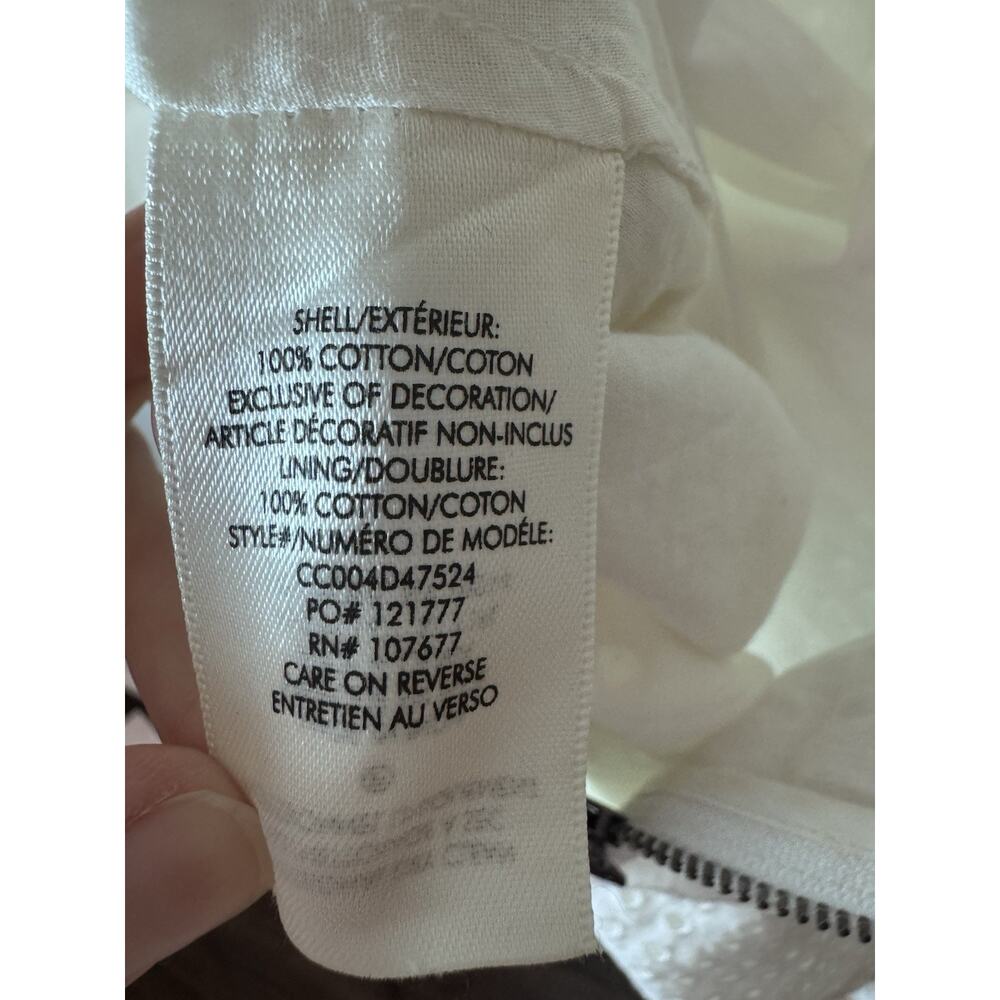 SHELL/EXTÉRIEUR:
100% COTTON/COTON
EXCLUSIVE OF DECORATION/
ARTICLE DÉCORATIF NON-INCLUS
LINING/DOUBLURE:
100% COTTON/COTON
STYLE#/NUMÉRO DE MODÉLE:
CC004D47524
PO# 121777
RN# 107677
CARE ON REVERSE
ENTRETIEN AU VERSO